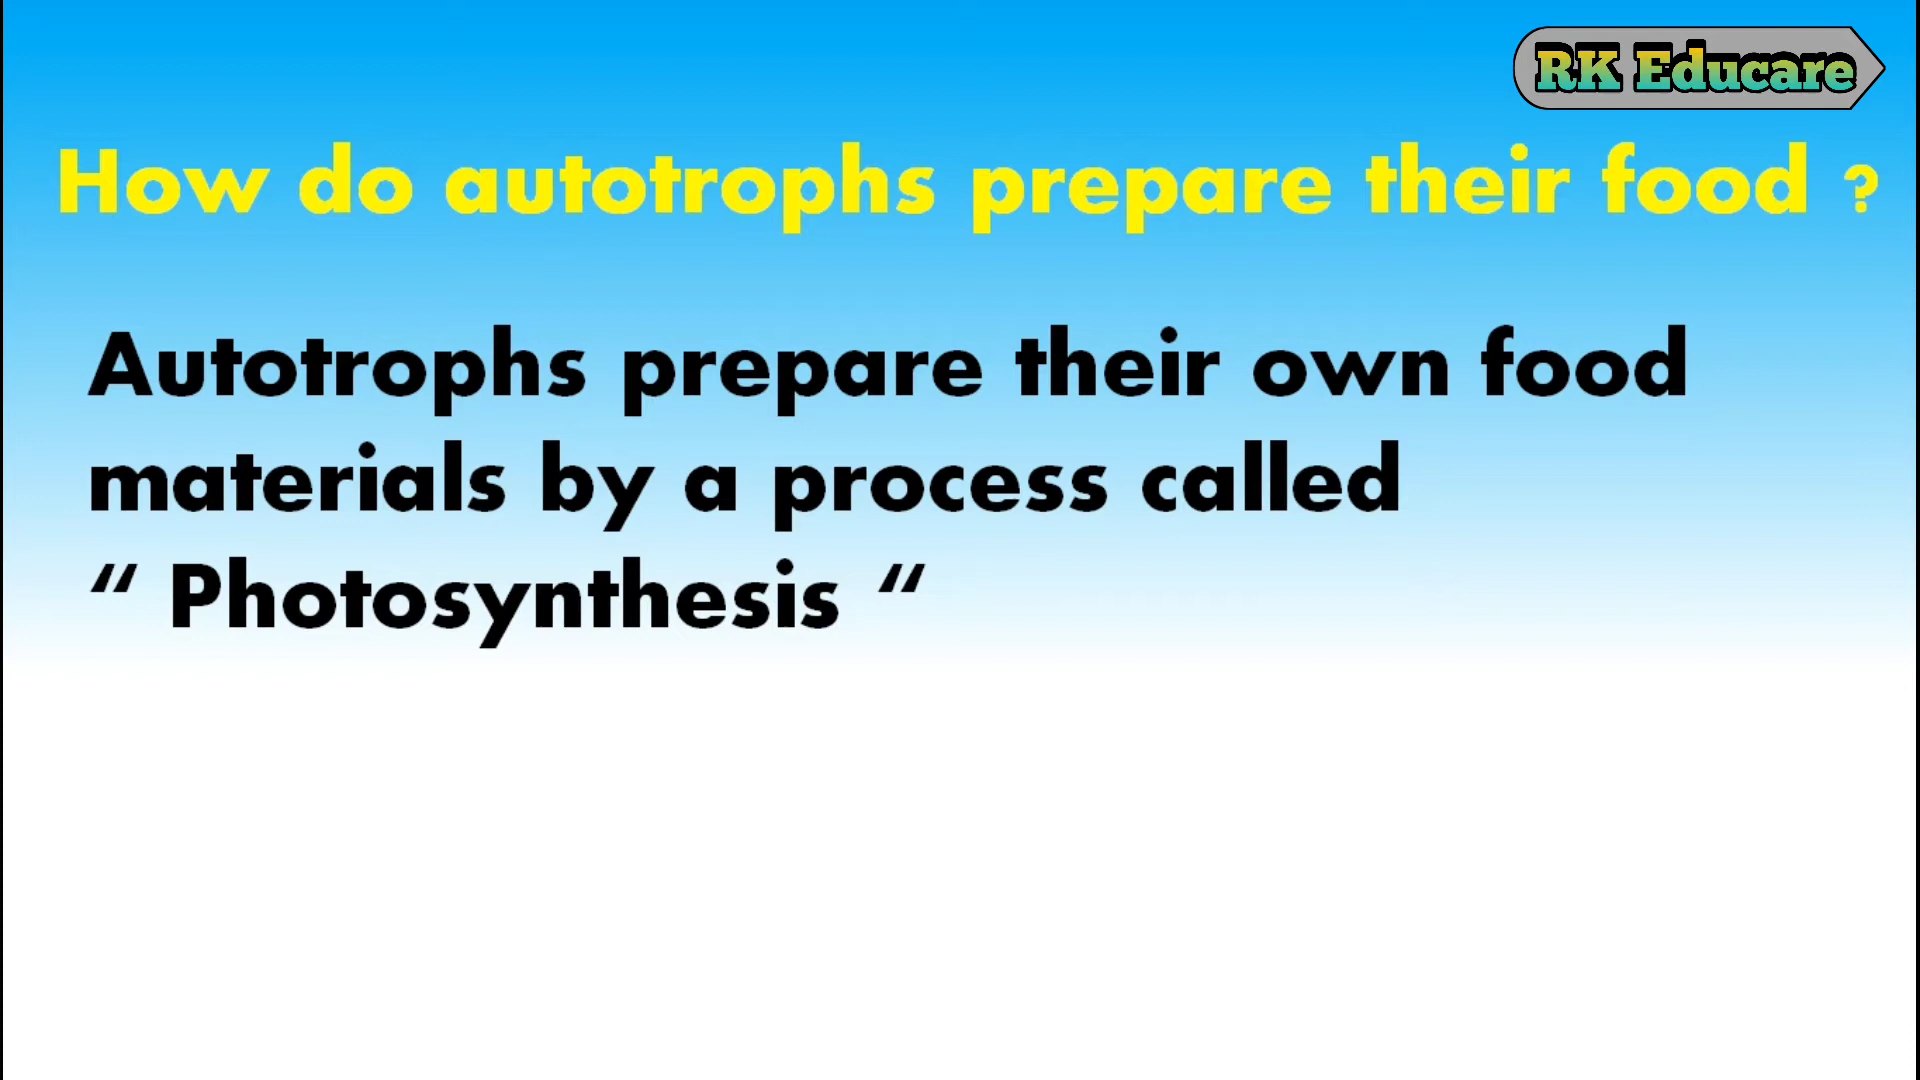 RK Educare
How do autotrophs prepare their food ?
Autotrophs prepare their own food
materials by a process called
“ Photosynthesis “